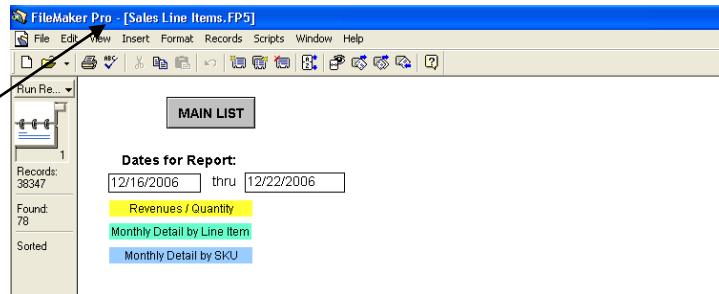 FileMaker Pro - [Sales Line Items.FP5]
File Edit View Insert Format Records Scripts Window Help
ABC
Run Re...
MAIN LIST
1
Dates for Report:
Records:
38347
12/16/2006 thru 12/22/2006
Found:
78
Revenues / Quantity
Monthly Detail by Line Item
Sorted
Monthly Detail by SKU